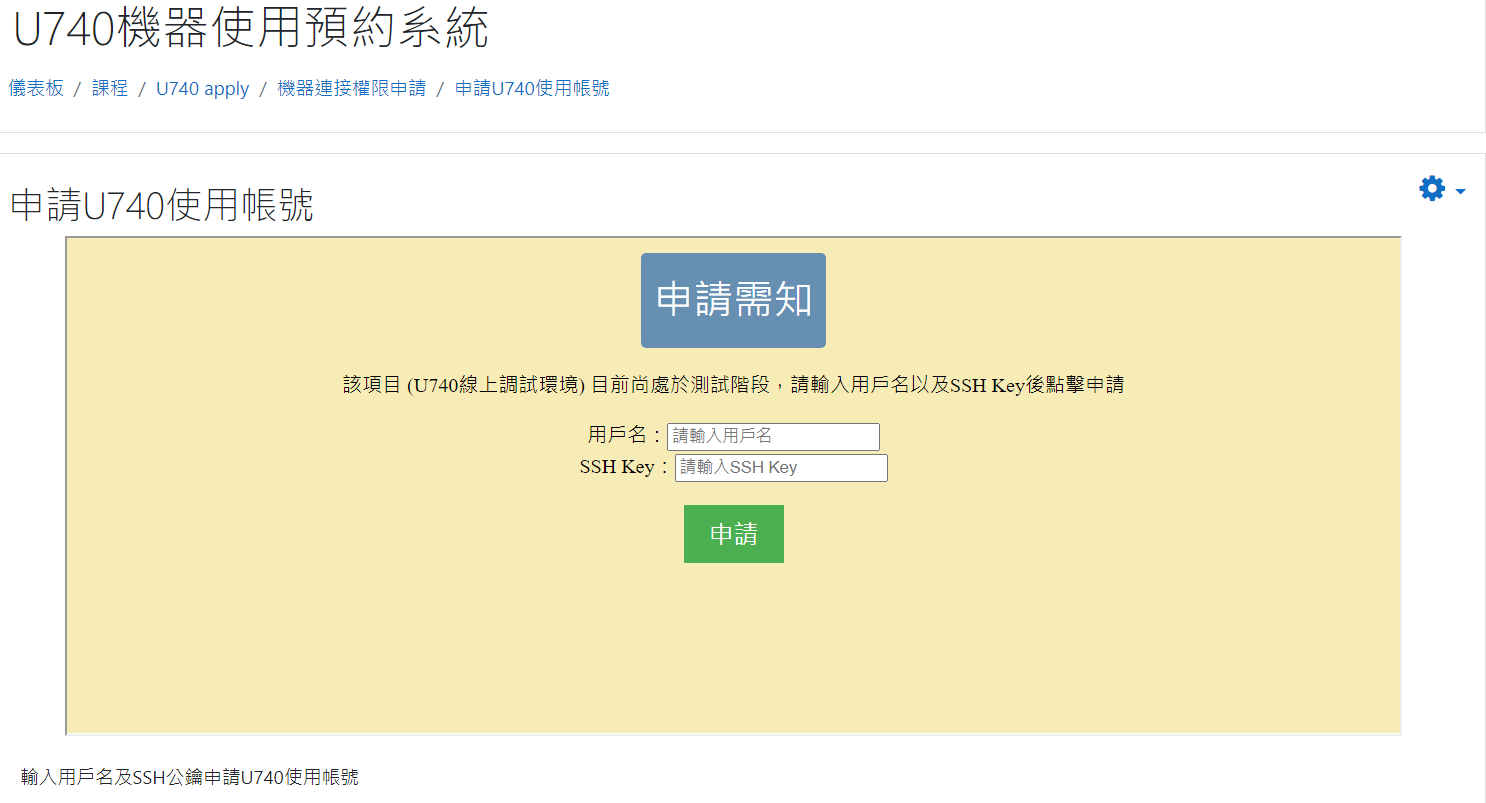 U740機器使用預約系統
儀表板 / 課程 / U740 apply / 機器連接權限申請 / 申請U740使用帳號
申請U740使用帳號
申請需知
該項目 (U740線上調試環境) 目前尚處於測試階段，請輸入用戶名以及SSH Key後點擊申請
用戶名：請輸入用戶名
SSH Key：請輸入SSH Key
申請
輸入用戶名及SSH公鑰申請U740使用帳號